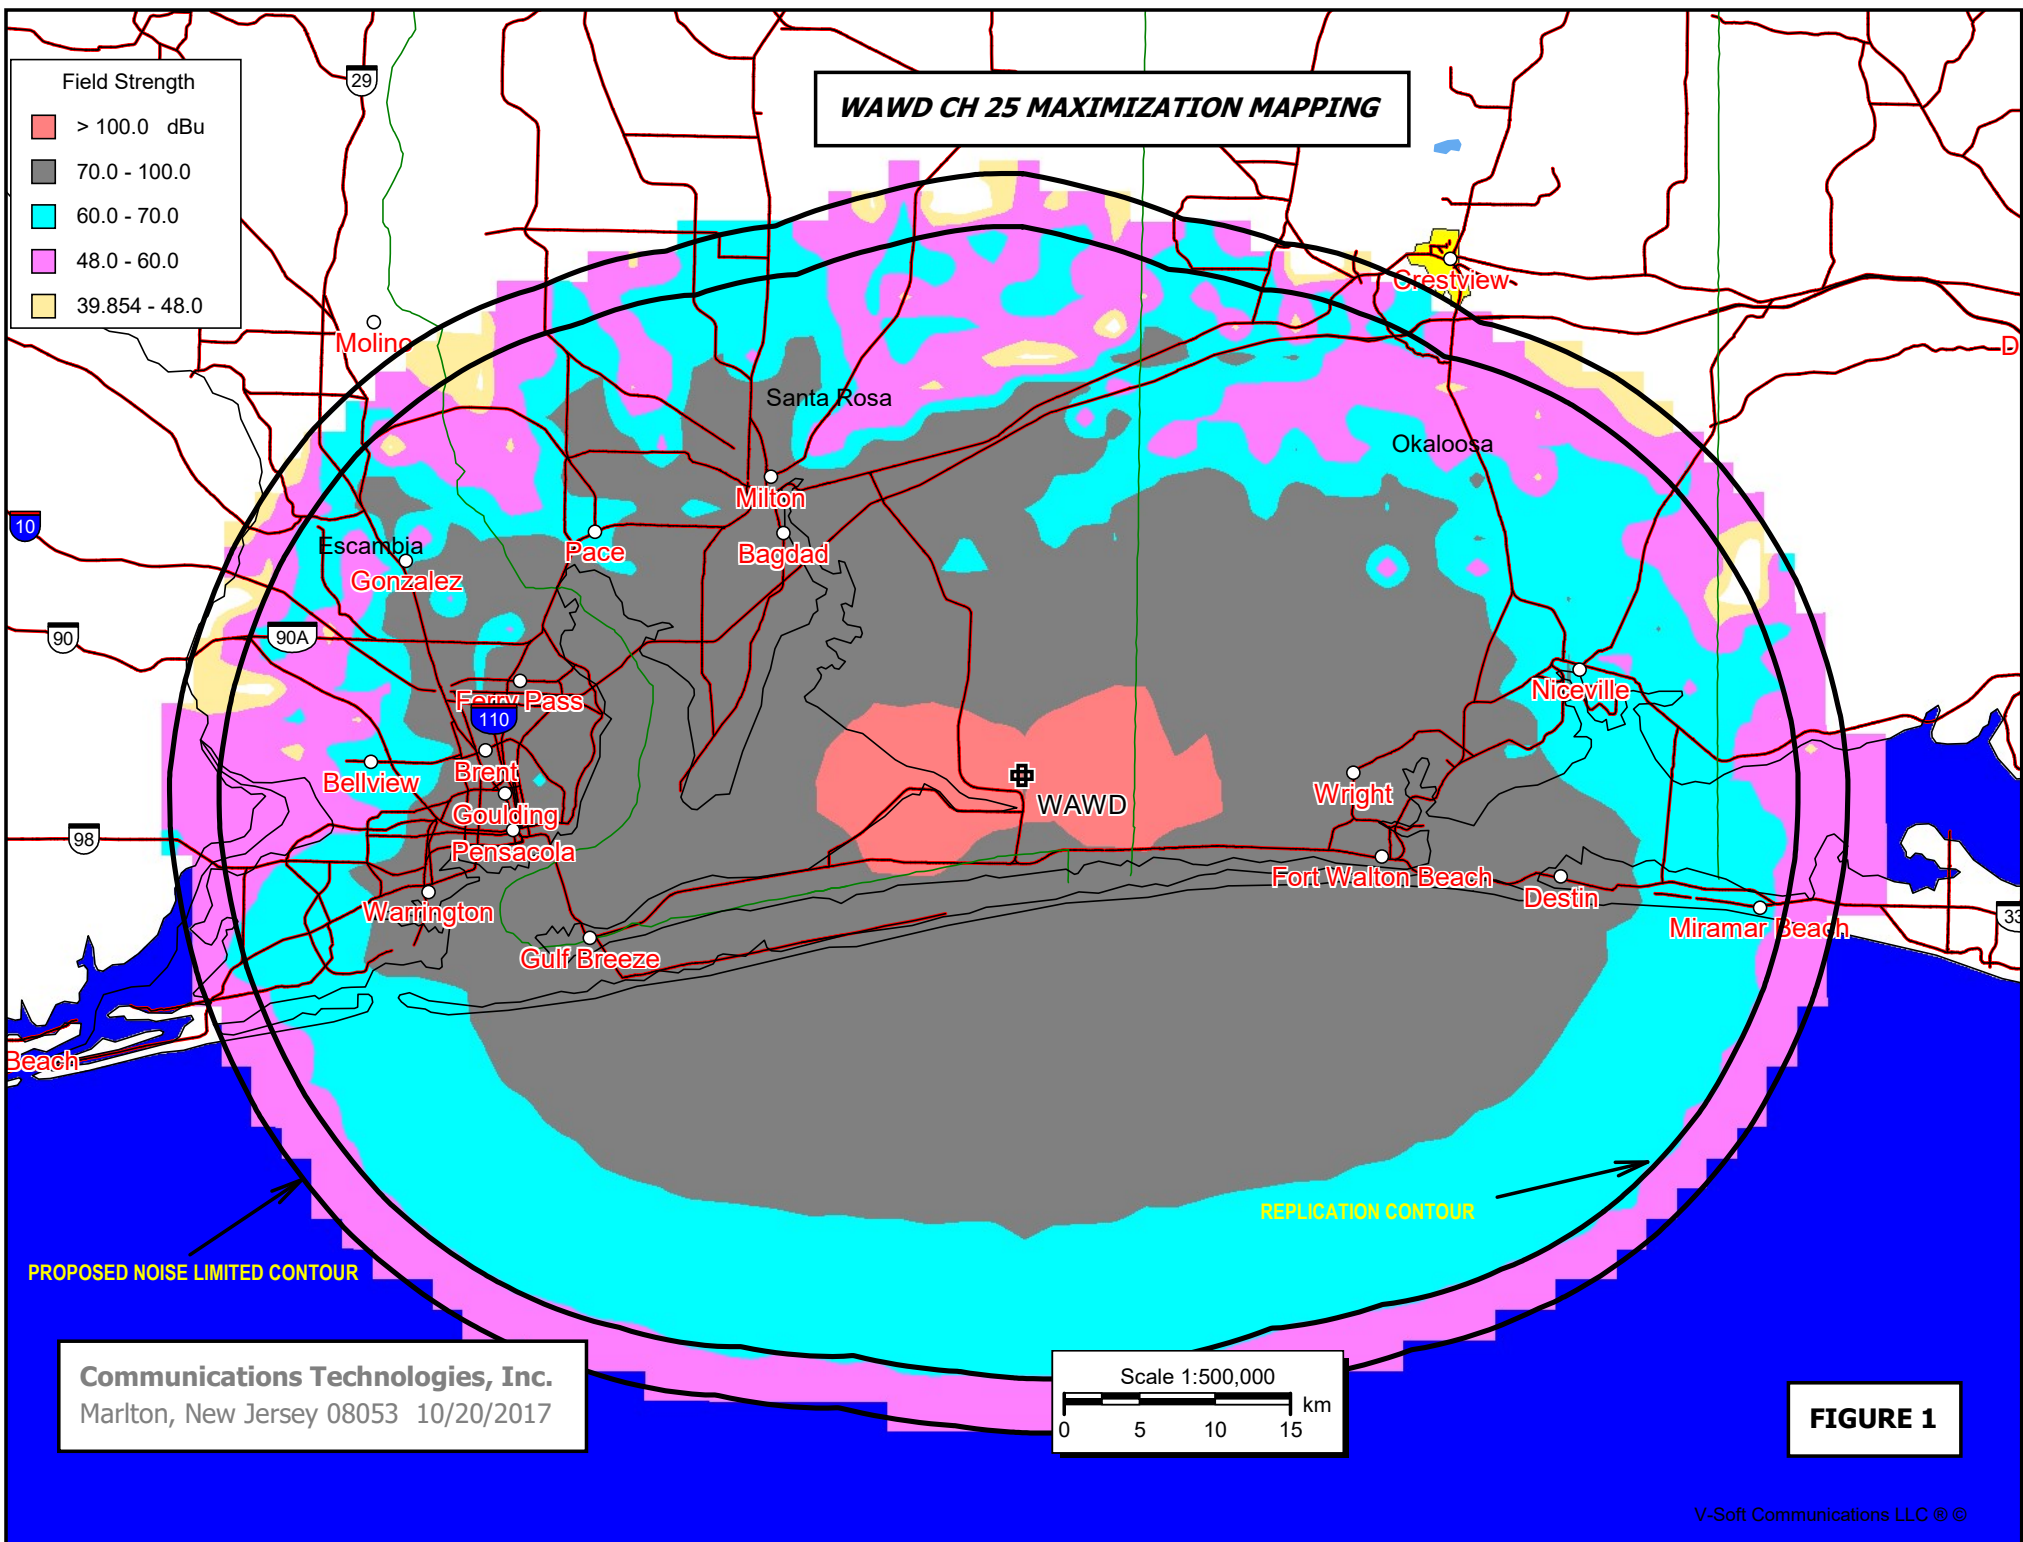 Field Strength
> 100.0 dBu
70.0 - 100.0
60.0 - 70.0
48.0 - 60.0
39.854 - 48.0
29
WAWD CH 25 MAXIMIZATION MAPPING
Crestview
Molino
D
Santa Rosa
Okaloosa
Milton
10
Escambia
Pace
Bagdad
Gonzalez
90
90A
Niceville
Ferry Pass
110
Brent
Bellview
Wright
WAWD
Goulding
98
Pensacola
Fort Walton Beach
Destin
Warrington
33
Miramar Beach
Gulf Breeze
Beach
REPLICATION CONTOUR
PROPOSED NOISE LIMITED CONTOUR
Communications Technologies, Inc.
Marlton, New Jersey 08053 10/20/2017
Scale 1:500,000
km
0 5 10 15
FIGURE 1
V-Soft Communications LLC ® ©